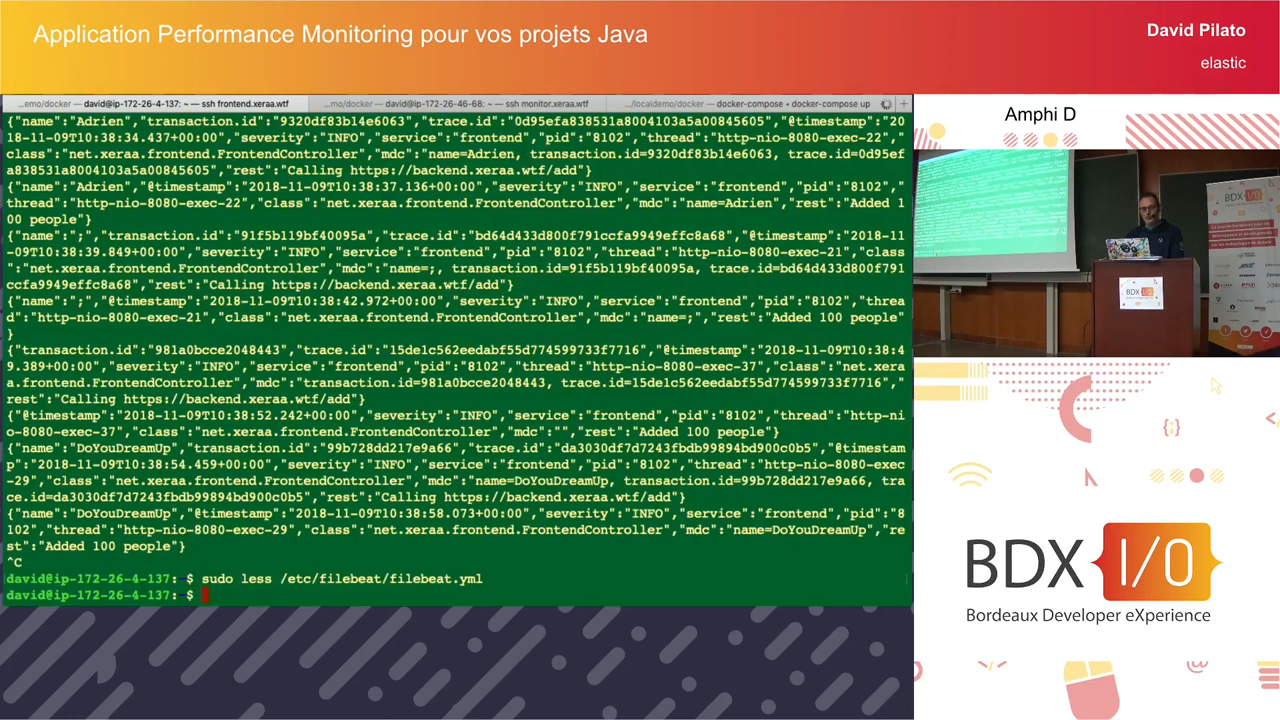 Application Performance Monitoring pour vos projets Java
David Pilato
elastic
...emo/docker — david@ip-172-26-4-137: ~ — ssh frontend.xeraa.wtf
...mo/docker — david@ip-172-26-46-68: ~ — ssh monitor.xeraa.wtf
.../localdemo/docker — docker-compose • docker-compose up
+
{"name":"Adrien","transaction.id":"9320df83b14e6063","trace.id":"0d95efa838531a8004103a5a00845605","@timestamp":"20
18-11-09T10:38:34.437+00:00","severity":"INFO","service":"frontend","pid":"8102","thread":"http-nio-8080-exec-22","
class":"net.xeraa.frontend.FrontendController","mdc":"name=Adrien, transaction.id=9320df83b14e6063, trace.id=0d95ef
a838531a8004103a5a00845605","rest":"Calling https://backend.xeraa.wtf/add"}
{"name":"Adrien","@timestamp":"2018-11-09T10:38:37.136+00:00","severity":"INFO","service":"frontend","pid":"8102","
thread":"http-nio-8080-exec-22","class":"net.xeraa.frontend.FrontendController","mdc":"name=Adrien","rest":"Added 1
00 people"}
{"name":";","transaction.id":"91f5b119bf40095a","trace.id":"bd64d433d800f791ccfa9949effc8a68","@timestamp":"2018-11
-09T10:38:39.849+00:00","severity":"INFO","service":"frontend","pid":"8102","thread":"http-nio-8080-exec-21","class
":"net.xeraa.frontend.FrontendController","mdc":"name=;, transaction.id=91f5b119bf40095a, trace.id=bd64d433d800f791
ccfa9949effc8a68","rest":"Calling https://backend.xeraa.wtf/add"}
{"name":";","@timestamp":"2018-11-09T10:38:42.972+00:00","severity":"INFO","service":"frontend","pid":"8102","threa
d":"http-nio-8080-exec-21","class":"net.xeraa.frontend.FrontendController","mdc":"name=;","rest":"Added 100 people"
{"transaction.id":"981a0bcce2048443","trace.id":"15de1c562eedabf55d774599733f7716","@timestamp":"2018-11-09T10:38:4
9.389+00:00","severity":"INFO","service":"frontend","pid":"8102","thread":"http-nio-8080-exec-37","class":"net.xera
a.frontend.FrontendController","mdc":"transaction.id=981a0bcce2048443, trace.id=15de1c562eedabf55d774599733f7716","
rest":"Calling https://backend.xeraa.wtf/add"}
{"@timestamp":"2018-11-09T10:38:52.242+00:00","severity":"INFO","service":"frontend","pid":"8102","thread":"http-ni
o-8080-exec-37","class":"net.xeraa.frontend.FrontendController","mdc":"","rest":"Added 100 people"}
{"name":"DoYouDreamUp","transaction.id":"99b728dd217e9a66","trace.id":"da3030df7d7243fbdb99894bd900c0b5","@timestam
p":"2018-11-09T10:38:54.459+00:00","severity":"INFO","service":"frontend","pid":"8102","thread":"http-nio-8080-exec
-29","class":"net.xeraa.frontend.FrontendController","mdc":"name=DoYouDreamUp, transaction.id=99b728dd217e9a66, tra
ce.id=da3030df7d7243fbdb99894bd900c0b5","rest":"Calling https://backend.xeraa.wtf/add"}
{"name":"DoYouDreamUp","@timestamp":"2018-11-09T10:38:58.073+00:00","severity":"INFO","service":"frontend","pid":"8
102","thread":"http-nio-8080-exec-29","class":"net.xeraa.frontend.FrontendController","mdc":"name=DoYouDreamUp","re
st":"Added 100 people"}
^C
david@ip-172-26-4-137:~$ sudo less /etc/filebeat/filebeat.yml
david@ip-172-26-4-137:~$
Amphi D
BDX I/O
BDX I/O
BDX I/O
Bordeaux Developer eXperience